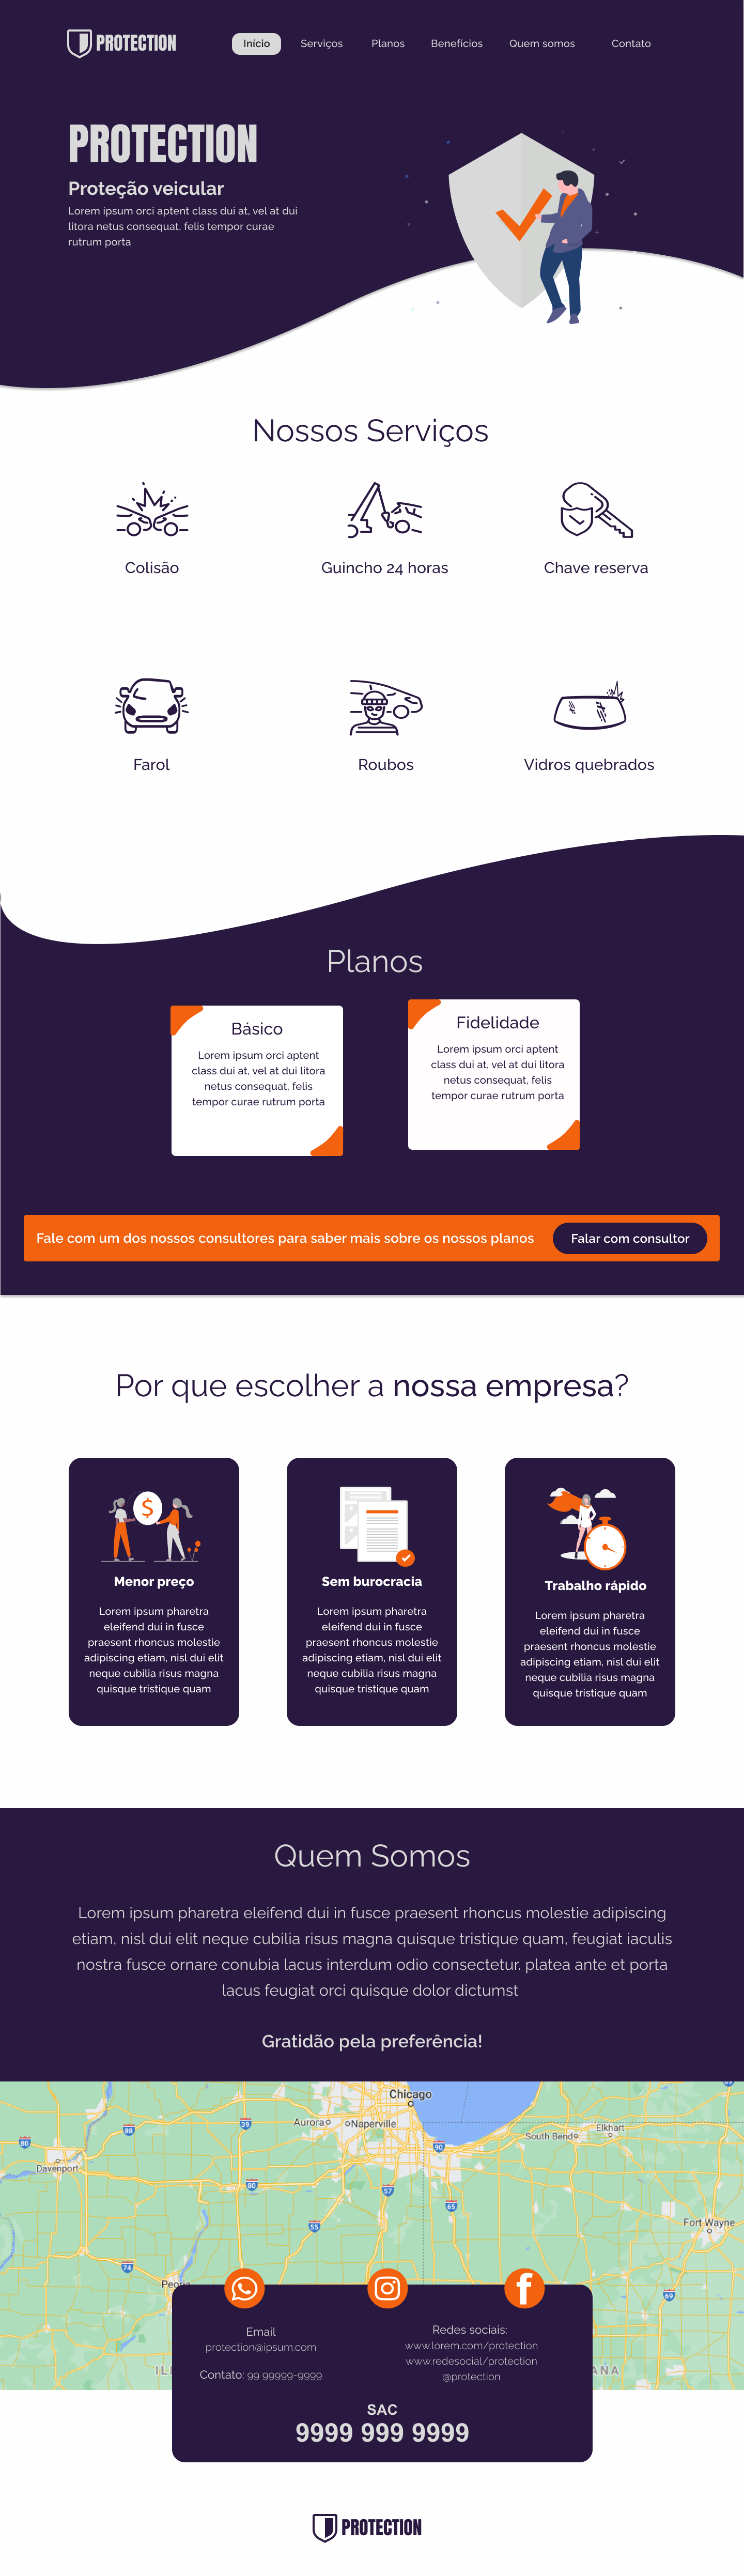 PROTECTION
Início
Serviços
Planos
Benefícios
Quem somos
Contato
PROTECTION
Proteção veicular
Lorem ipsum orci aptent class dui at, vel at dui
litora netus consequat, felis tempor curae
rutrum porta
Nossos Serviços
Colisão
Guincho 24 horas
Chave reserva
Farol
Roubos
Vidros quebrados
Planos
Básico
Lorem ipsum orci aptent
class dui at, vel at dui litora
netus consequat, felis
tempor curae rutrum porta
Fidelidade
Lorem ipsum orci aptent
class dui at, vel at dui litora
netus consequat, felis
tempor curae rutrum porta
Fale com um dos nossos consultores para saber mais sobre os nossos planos
Falar com consultor
Por que escolher a nossa empresa?
$
Menor preço
Lorem ipsum pharetra
eleifend dui in fusce
praesent rhoncus molestie
adipiscing etiam, nisl dui elit
neque cubilia risus magna
quisque tristique quam
Sem burocracia
Lorem ipsum pharetra
eleifend dui in fusce
praesent rhoncus molestie
adipiscing etiam, nisl dui elit
neque cubilia risus magna
quisque tristique quam
Trabalho rápido
Lorem ipsum pharetra
eleifend dui in fusce
praesent rhoncus molestie
adipiscing etiam, nisl dui elit
neque cubilia risus magna
quisque tristique quam
Quem Somos
Lorem ipsum pharetra eleifend dui in fusce praesent rhoncus molestie adipiscing
etiam, nisl dui elit neque cubilia risus magna quisque tristique quam, feugiat iaculis
nostra fusce ornare conubia lacus interdum odio consectetur. platea ante et porta
lacus feugiat orci quisque dolor dictumst
Gratidão pela preferência!
Chicago
Aurora
Naperville
39
88
80
90
South Bend
Elkhart
Davenport
80
57
55
65
Fort Wayne
74
69
Email
protection@ipsum.com
Contato: 99 99999-9999
Redes sociais:
www.lorem.com/protection
www.redesocial/protection
@protection
SAC
9999 999 9999
PROTECTION